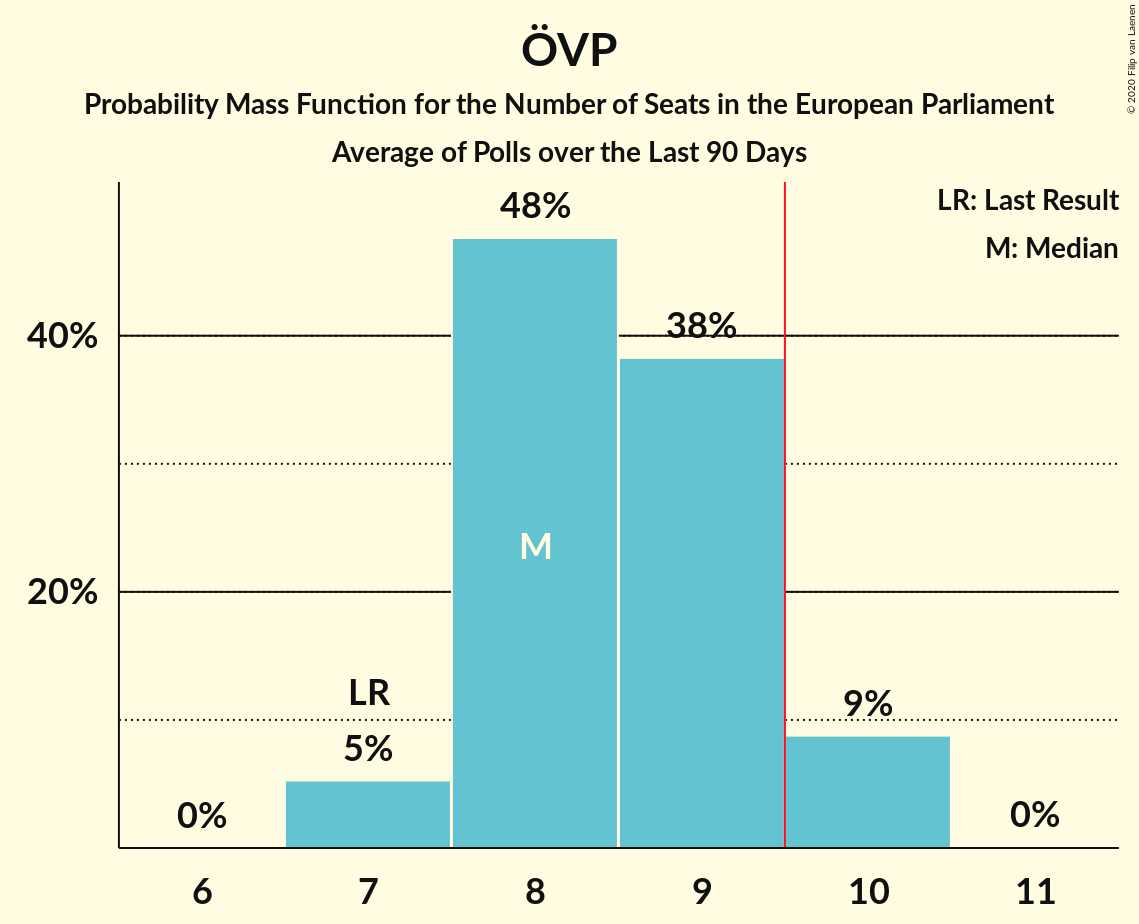 ÖVP
Probability Mass Function for the Number of Seats in the European Parliament
Average of Polls over the Last 90 Days
© 2020 Filip van Laenen
LR: Last Result
M: Median
48%
38%
40%
M
20%
LR
9%
5%
0%
0%
6 7 8 9 10 11